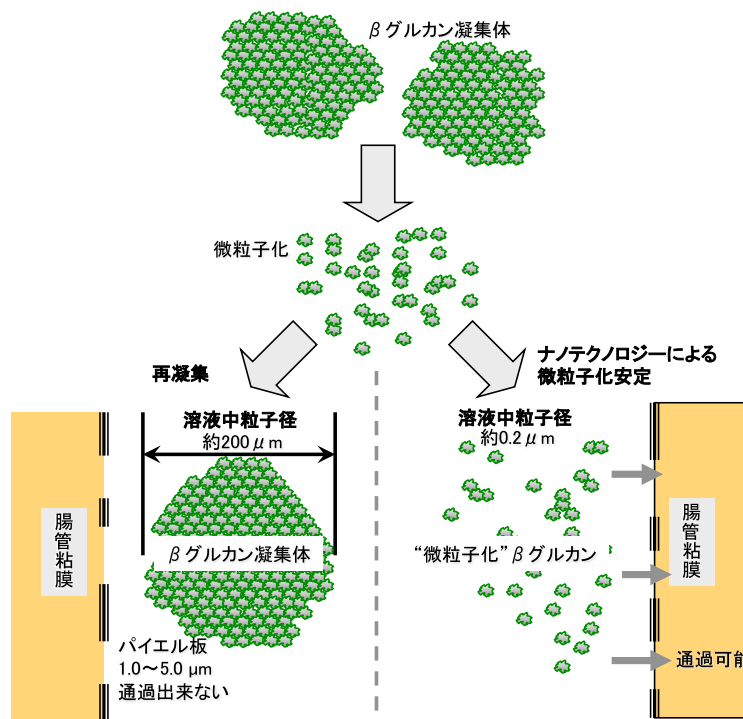 βグルカン凝集体
微粒子化
再凝集
ナノテクノロジーによる
微粒子化安定
溶液中粒子径
約200μm
溶液中粒子径
約0.2μm
腸管粘膜
βグルカン凝集体
“微粒子化”βグルカン
腸管粘膜
パイエル板
1.0～5.0 μm
通過出来ない
通過可能